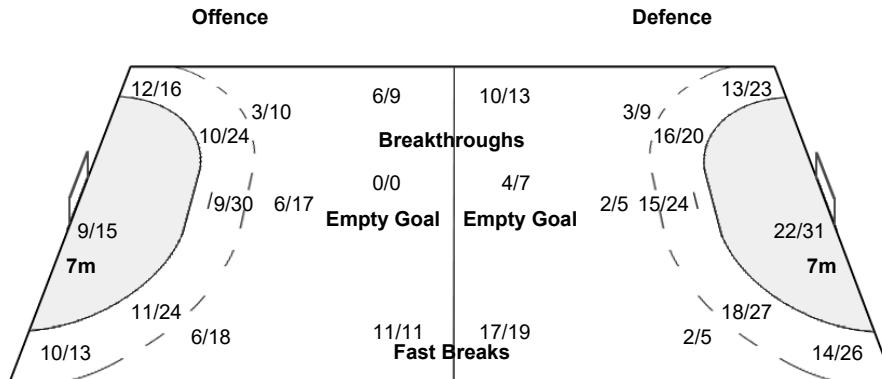 Offence Defence
12/16 6/9 10/13 13/23
3/10 3/9
10/24 Breakthroughs 16/20
0/0 4/7
9/30 6/17 2/5 15/24
Empty Goal Empty Goal
9/15 22/31
7m 7m
11/24 18/27
6/18 11/11 17/19 2/5
10/13 Fast Breaks 14/26